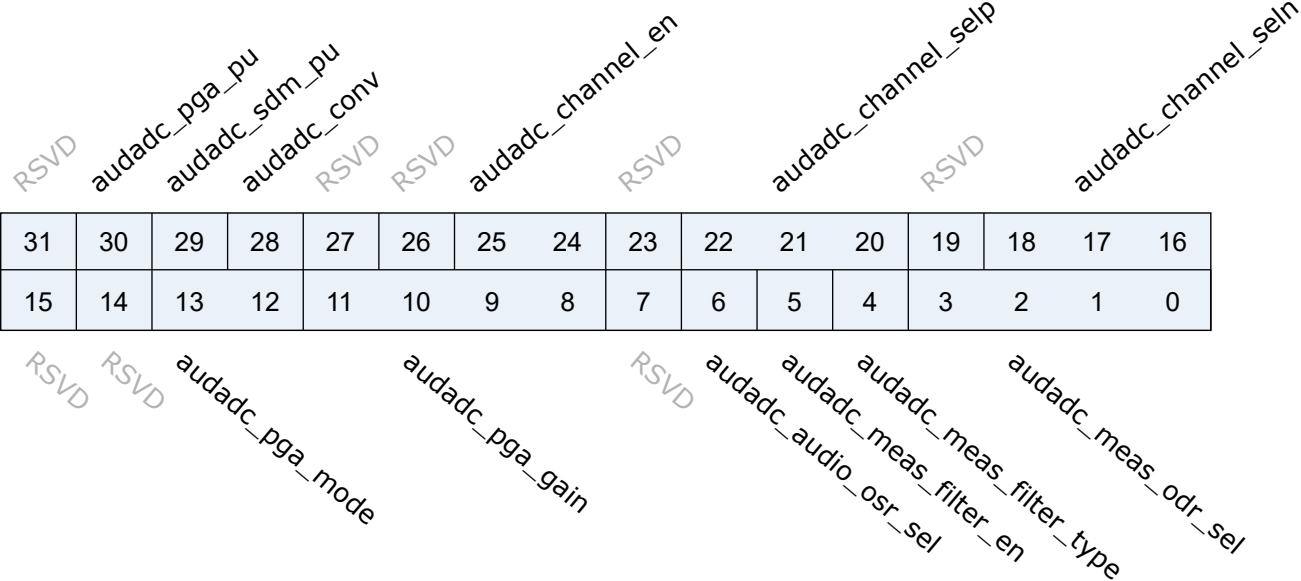 RSVD
audadc_pga_pu
audadc_sdm_pu
audadc_conv
RSVD
RSVD
audadc_channel_en
RSVD
audadc_channel_selp
RSVD
audadc_channel_seln
31 30 29 28 27 26 25 24 23 22 21 20 19 18 17 16
15 14 13 12 11 10 9 8 7 6 5 4 3 2 1 0
RSVD
RSVD
audadc_pga_mode
audadc_pga_gain
RSVD
audadc_audio_osr_sel
audadc_meas_filter_en
audadc_meas_filter_type
audadc_meas_odr_sel